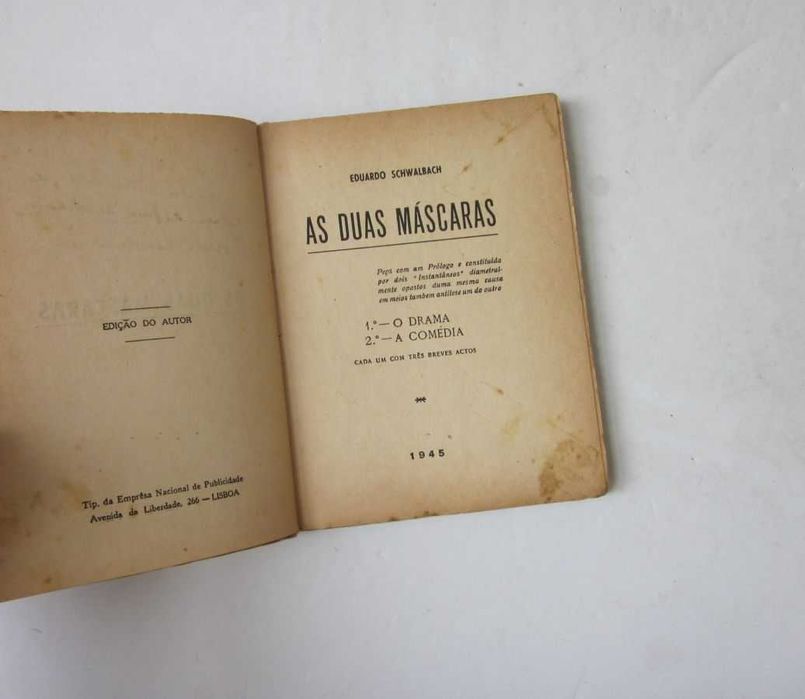 EDIÇÃO DO AUTOR
Tip. da Emprêsa Nacional de Publicidade
Avenida da Liberdade, 266 — LISBOA
EDUARDO SCHWALBACH
AS DUAS MÁSCARAS
Peça com um Prólogo e constituída
por dois "Instantâneos" diametral-
mente opostos duma mesma causa
em meios tambem antítese um do outro
1.º — O DRAMA
2.º — A COMÉDIA
CADA UM CON TRÊS BREVES ACTOS
1945